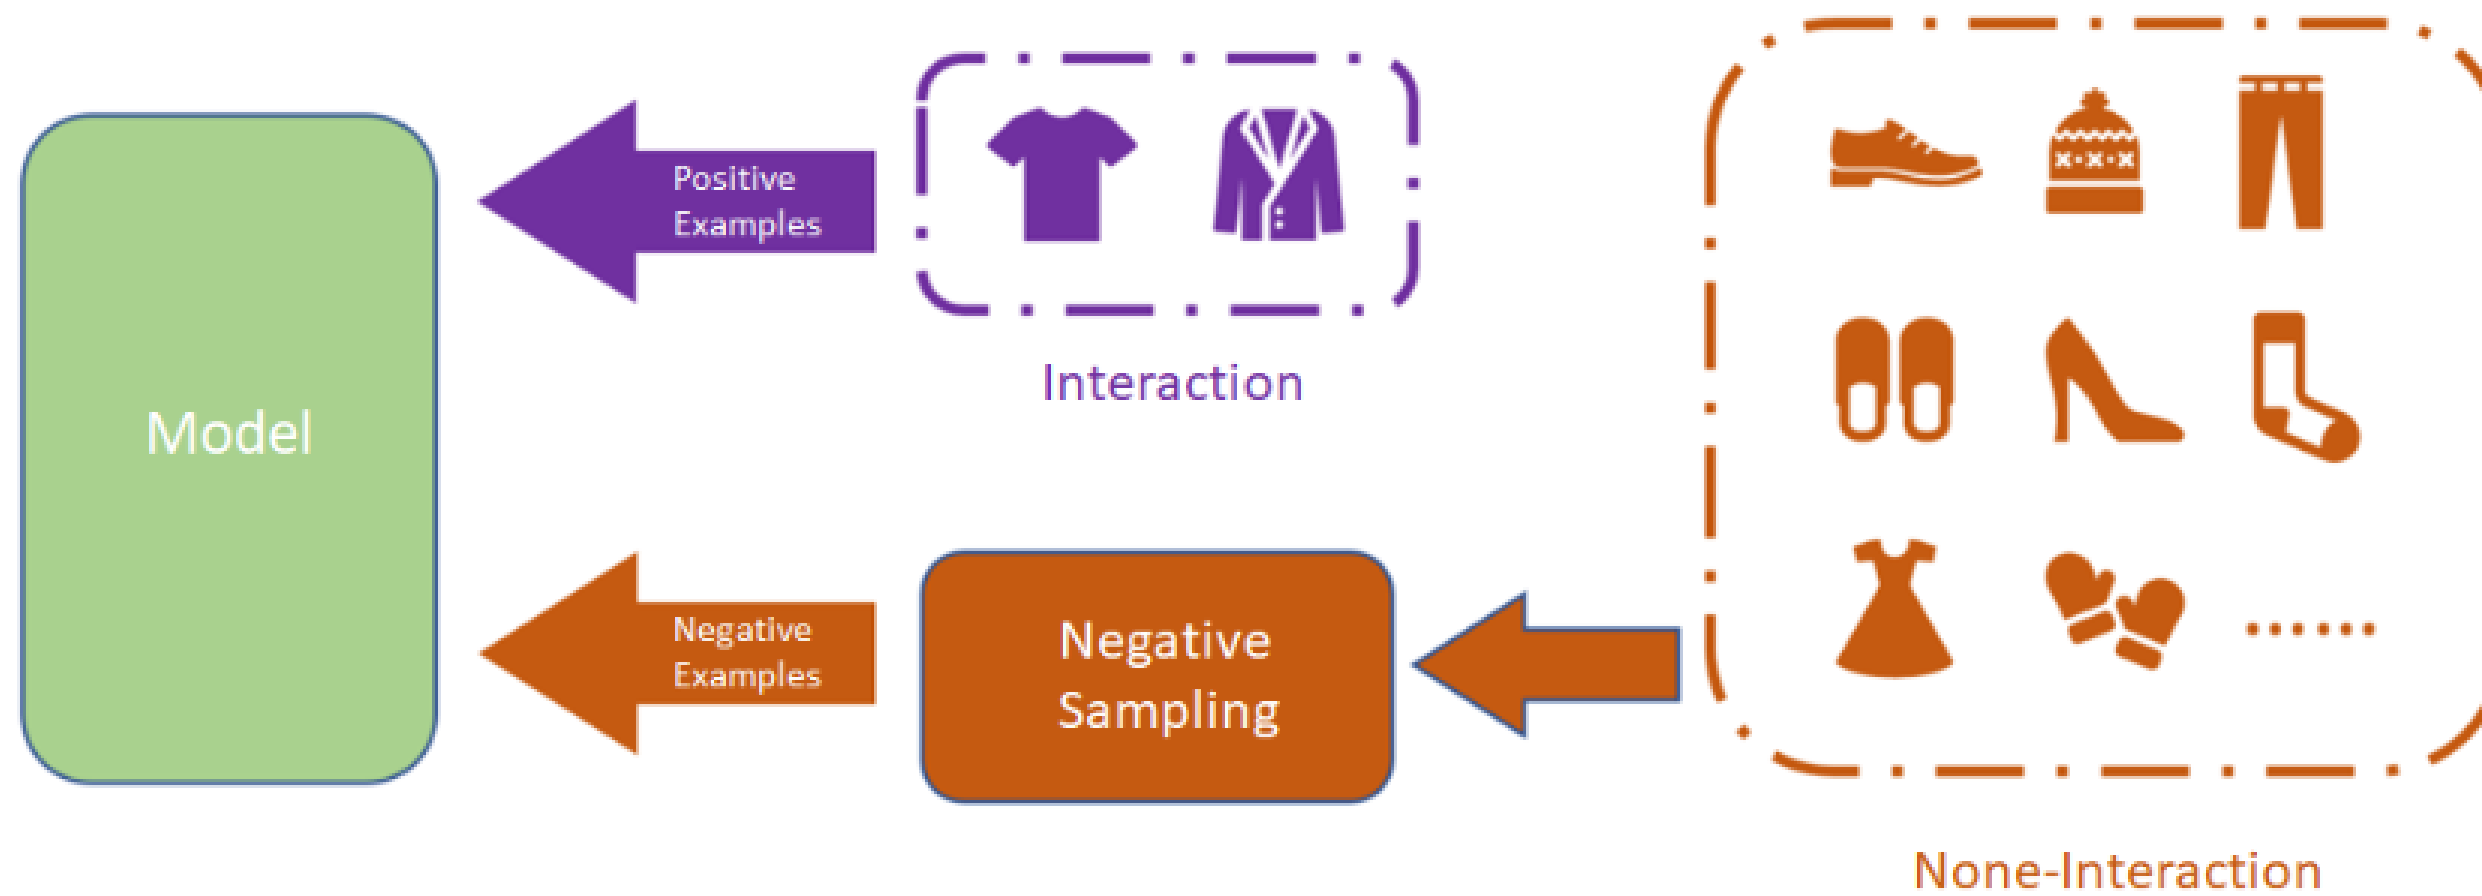 Positive
Examples
Interaction
Model
Negative
Examples
Negative
Sampling
None-Interaction